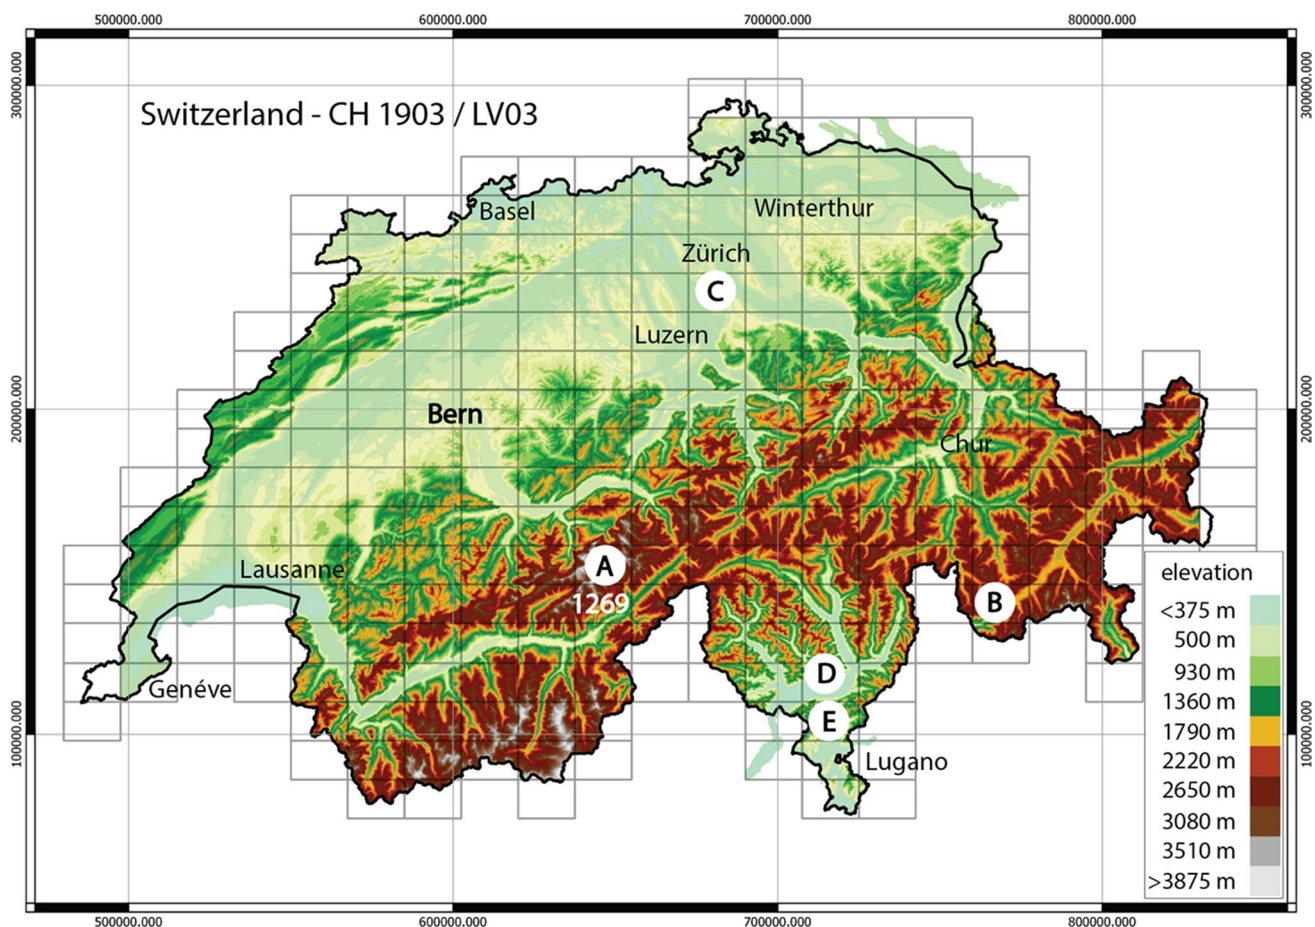 500000.000 600000.000 700000.000 800000.000
300000.000 300000.000
Switzerland - CH 1903 / LV03
Basel
Winterthur
Zürich
C
Luzern
200000.000 200000.000
Bern
Chur
Lausanne
A
1269
B
Genéve
D
E
100000.000 100000.000
Lugano
elevation
<375 m
500 m
930 m
1360 m
1790 m
2220 m
2650 m
3080 m
3510 m
>3875 m
500000.000 600000.000 700000.000 800000.000